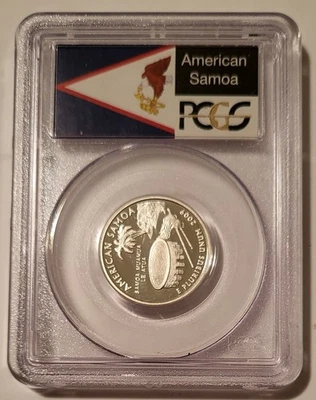 American
Samoa
PCGS
AMERICAN SAMOA
SAMOA MUAMUA
LE ATUA
2009
E PLURIBUS UNUM